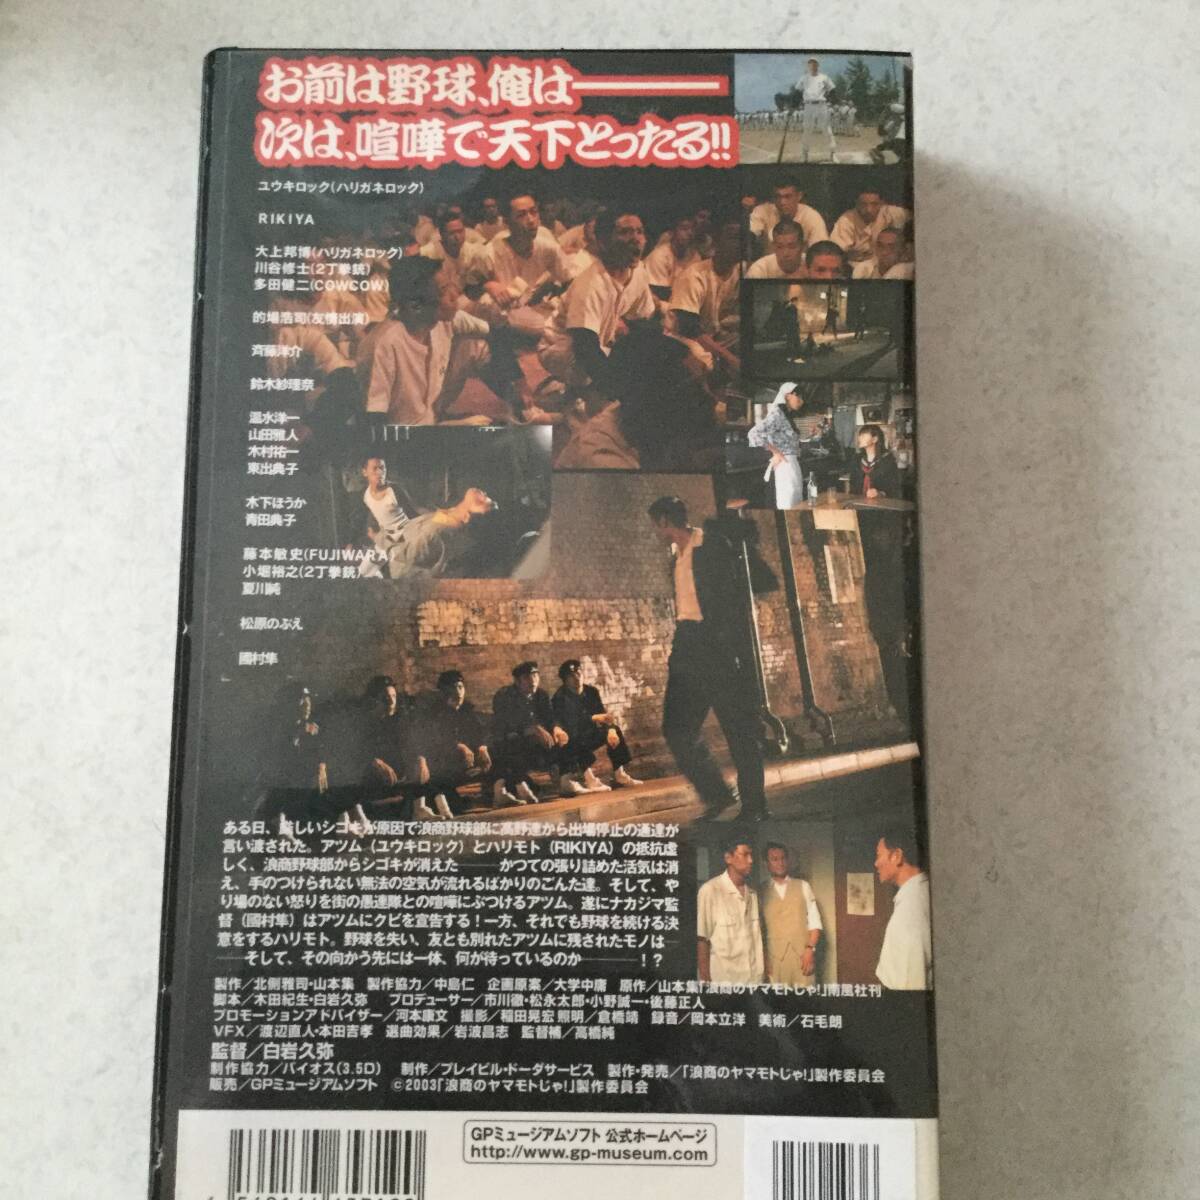 お前は野球、俺は———
次は、喧嘩で天下とったる!!
ユウキロック(ハリガネロック)
RIKIYA
大上邦博(ハリガネロック)
川谷修士(2丁拳銃)
多田健二(COWCOW)
的場浩司(友情出演)
斉藤洋介
鈴木紗理奈
温水洋一
山田雅人
木村祐一
東出典子
木下ほうか
青田典子
藤本敏史(FUJIWARA)
小堀裕之(2丁拳銃)
夏川純
松原のぶえ
國村隼
ある日、厳しいシゴキが原因で浪商野球部に高野連から出場停止の通達が
言い渡された。アツム(ユウキロック)とハリモト(RIKIYA)の抵抗虚
しく、浪商野球部からシゴキが消えた———かつての張り詰めた活気は消
え、手のつけられない無法の空気が流れるばかりのごんた達。そして、や
り場のない怒りを街の愚連隊との喧嘩にぶつけるアツム。遂にナカジマ監
督(國村隼)はアツムにクビを宣告する！一方、それでも野球を続ける決
意をするハリモト。野球を失い、友とも別れたアツムに残されたモノは—
——そして、その向かう先には一体、何が待っているのか———！？
製作／北側雅司・山本集 製作協力／中島仁 企画原案／大学中庸 原作／山本集「浪商のヤマモトじゃ!」南風社刊
脚本／木田紀生・白岩久弥 プロデューサー／市川徹・松永太郎・小野誠一・後藤正人
プロモーションアドバイザー／河本康文 撮影／稲田晃宏 照明／倉橋靖 録音／岡本立洋 美術／石毛朗
VFX／渡辺直人・本田吉孝 選曲効果／岩波昌志 監督補／高橋純
監督／白岩久弥
制作協力／バイオス(3.5D) 制作／プレイビル・ドーダサービス 製作・発売／「浪商のヤマモトじゃ!」製作委員会
販売／GPミュージアムソフト ©2003「浪商のヤマモトじゃ!」製作委員会
GPミュージアムソフト 公式ホームページ
http://www.gp-museum.com